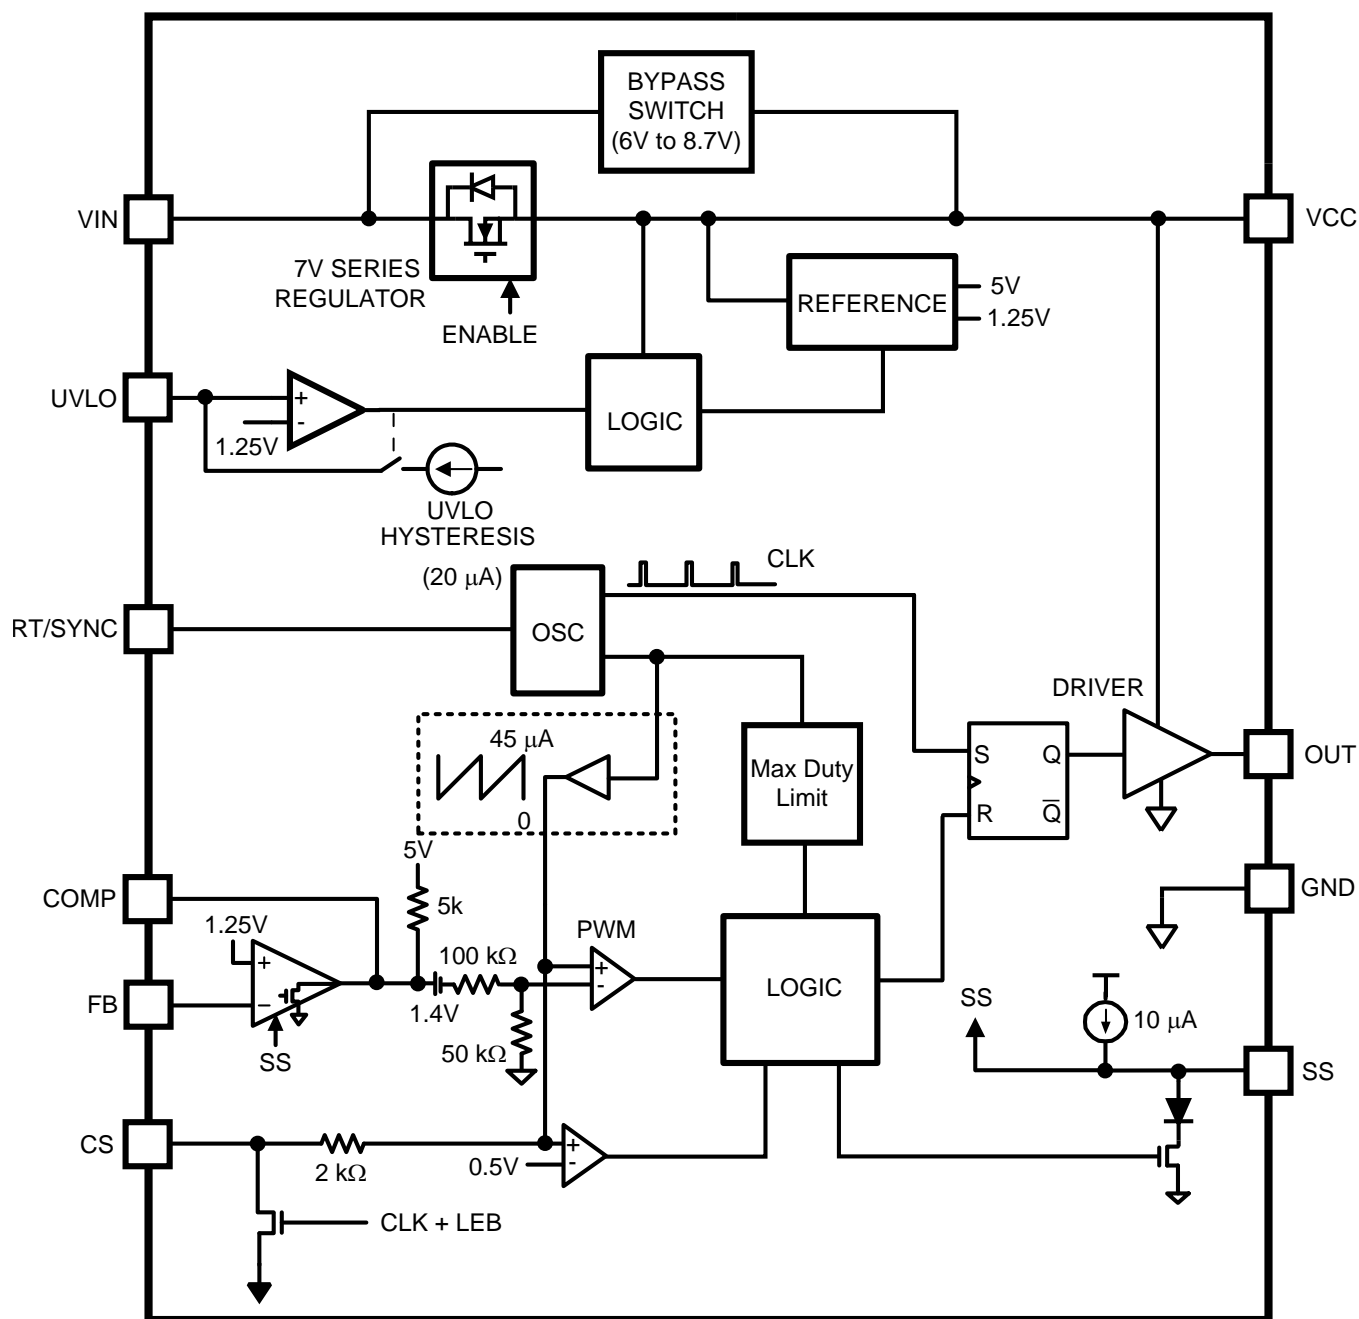 BYPASS
SWITCH
(6V to 8.7V)
VIN
VCC
7V SERIES
REGULATOR
ENABLE
REFERENCE
5V
1.25V
UVLO
+
-
1.25V
LOGIC
UVLO
HYSTERESIS
(20 μA)
CLK
RT/SYNC
OSC
DRIVER
45 μA
0
Max Duty
Limit
S
Q
R
Q̅
OUT
5V
5k
COMP
1.25V
+
−
FB
SS
1.4V
100 kΩ
50 kΩ
PWM
+
-
LOGIC
GND
SS
10 μA
SS
CS
2 kΩ
0.5V
+
-
CLK + LEB